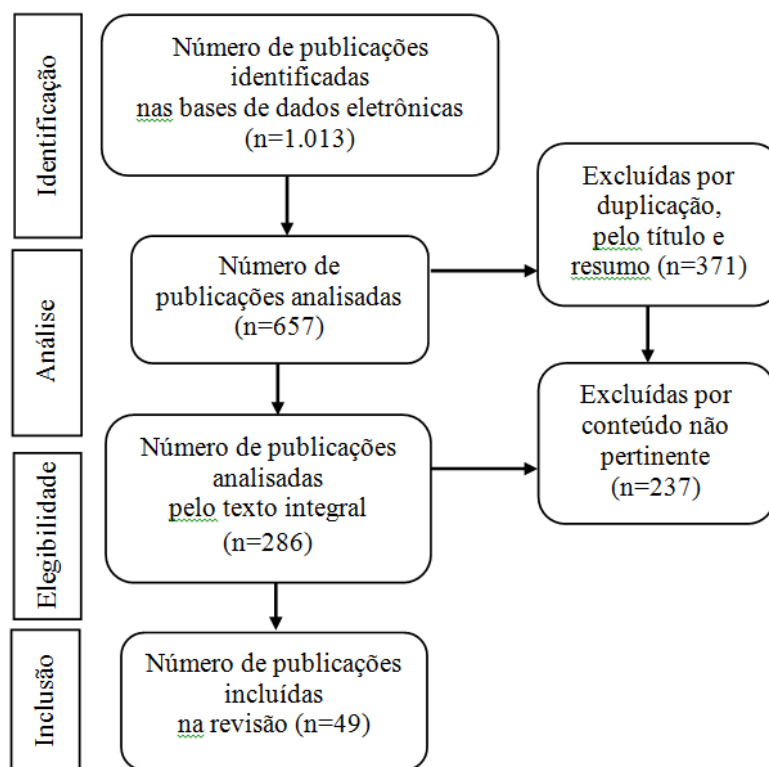 Identificação
Número de publicações
identificadas
nas bases de dados eletrônicas
(n=1.013)
Excluídas por
duplicação,
pelo título e
resumo (n=371)
Análise
Número de
publicações analisadas
(n=657)
Excluídas por
conteúdo não
pertinente
(n=237)
Elegibilidade
Número de publicações
analisadas
pelo texto integral
(n=286)
Inclusão
Número de publicações
incluídas
na revisão (n=49)